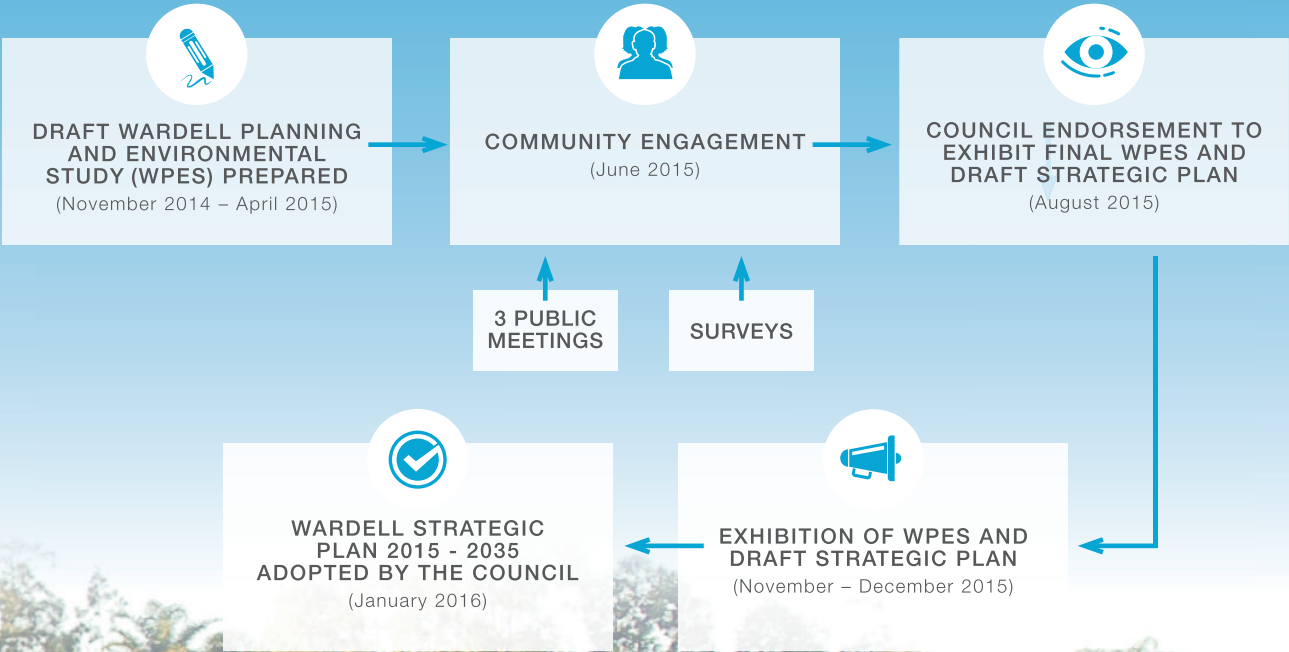 DRAFT WARDELL PLANNING
AND ENVIRONMENTAL
STUDY (WPES) PREPARED
(November 2014 – April 2015)
COMMUNITY ENGAGEMENT
(June 2015)
COUNCIL ENDORSEMENT TO
EXHIBIT FINAL WPES AND
DRAFT STRATEGIC PLAN
(August 2015)
3 PUBLIC
MEETINGS
SURVEYS
WARDELL STRATEGIC
PLAN 2015 - 2035
ADOPTED BY THE COUNCIL
(January 2016)
EXHIBITION OF WPES AND
DRAFT STRATEGIC PLAN
(November – December 2015)